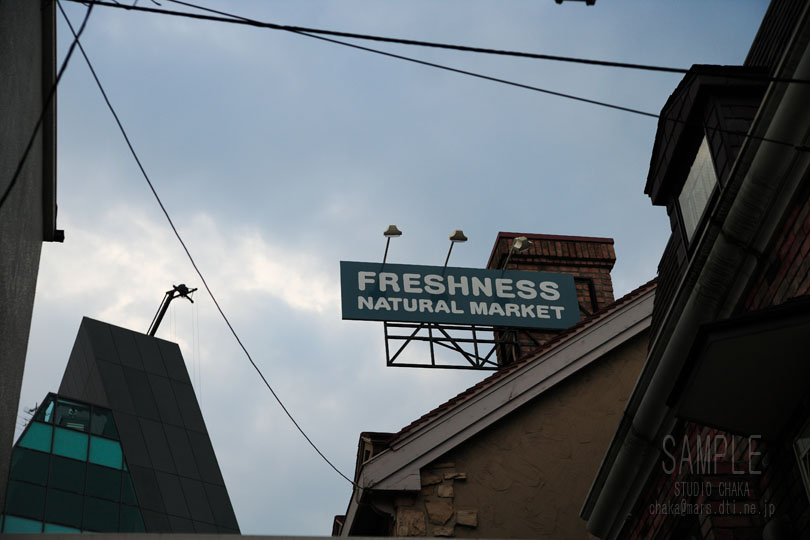 FRESHNESS
NATURAL MARKET
SAMPLE
STUDIO CHAKA
chaka@mars.dti.ne.jp